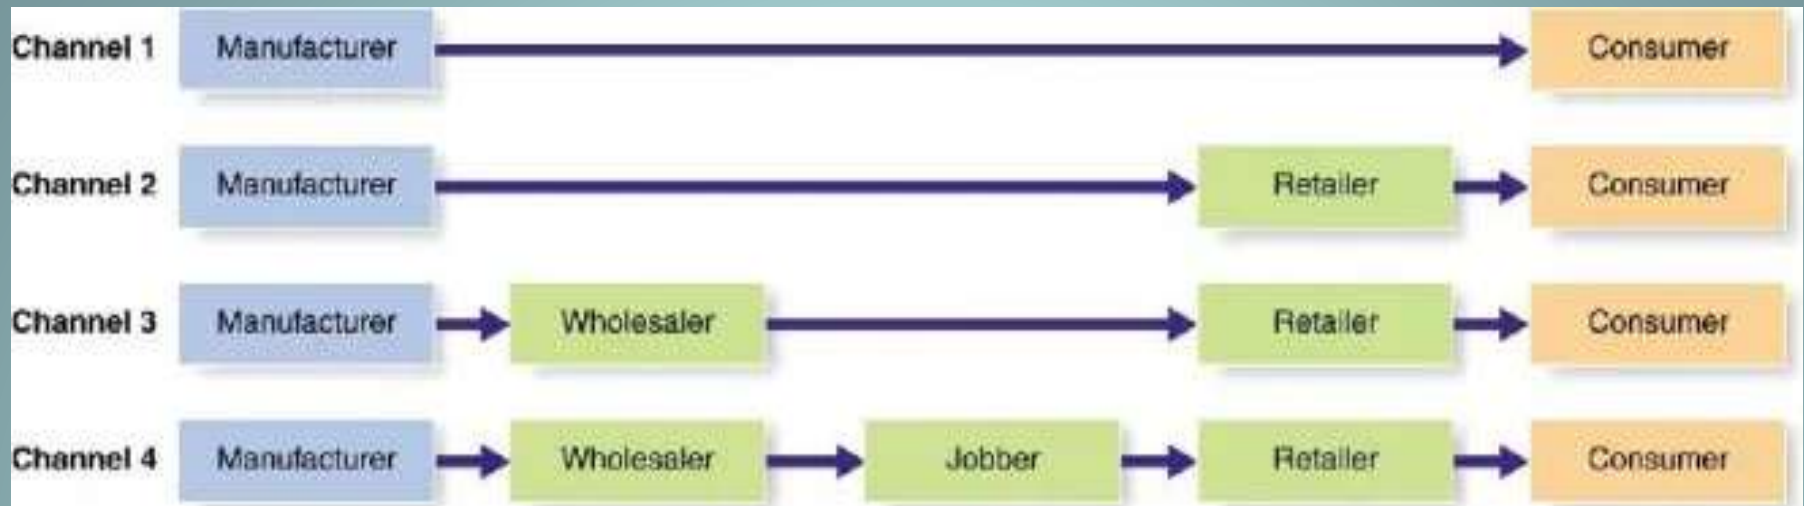 Channel 1 Manufacturer Consumer
Channel 2 Manufacturer Retailer Consumer
Channel 3 Manufacturer Wholesaler Retailer Consumer
Channel 4 Manufacturer Wholesaler Jobber Retailer Consumer